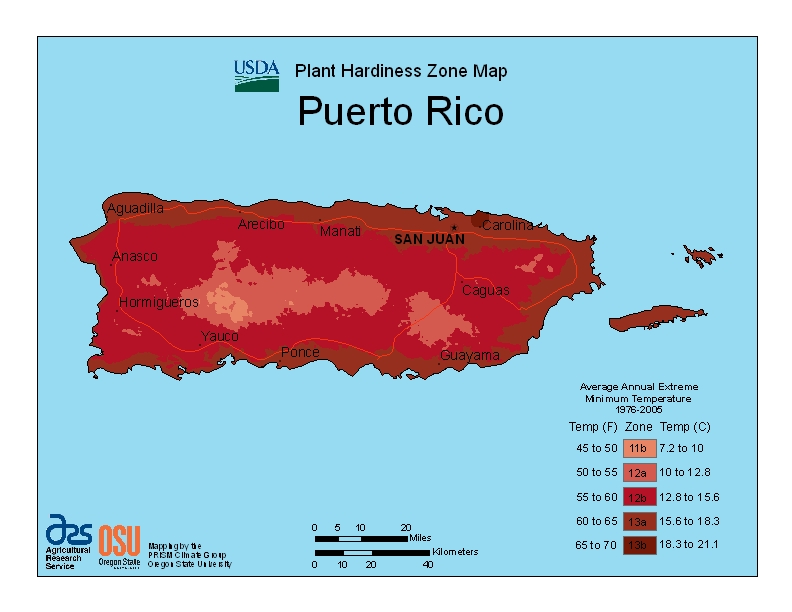 USDA
Plant Hardiness Zone Map
Puerto Rico
Aguadilla
Arecibo
Manati
Carolina
SAN JUAN
Anasco
Hormigueros
Caguas
Yauco
Ponce
Guayama
Average Annual Extreme
Minimum Temperature
1976-2005
Temp (F) Zone Temp (C)
45 to 50 11b 7.2 to 10
50 to 55 12a 10 to 12.8
55 to 60 12b 12.8 to 15.6
60 to 65 13a 15.6 to 18.3
65 to 70 13b 18.3 to 21.1
ars
Agricultural
Research
Service
OSU
Oregon State
Mapping by the
PRISM Climate Group
Oregon State University
0 5 10 20
Miles
Kilometers
0 10 20 40